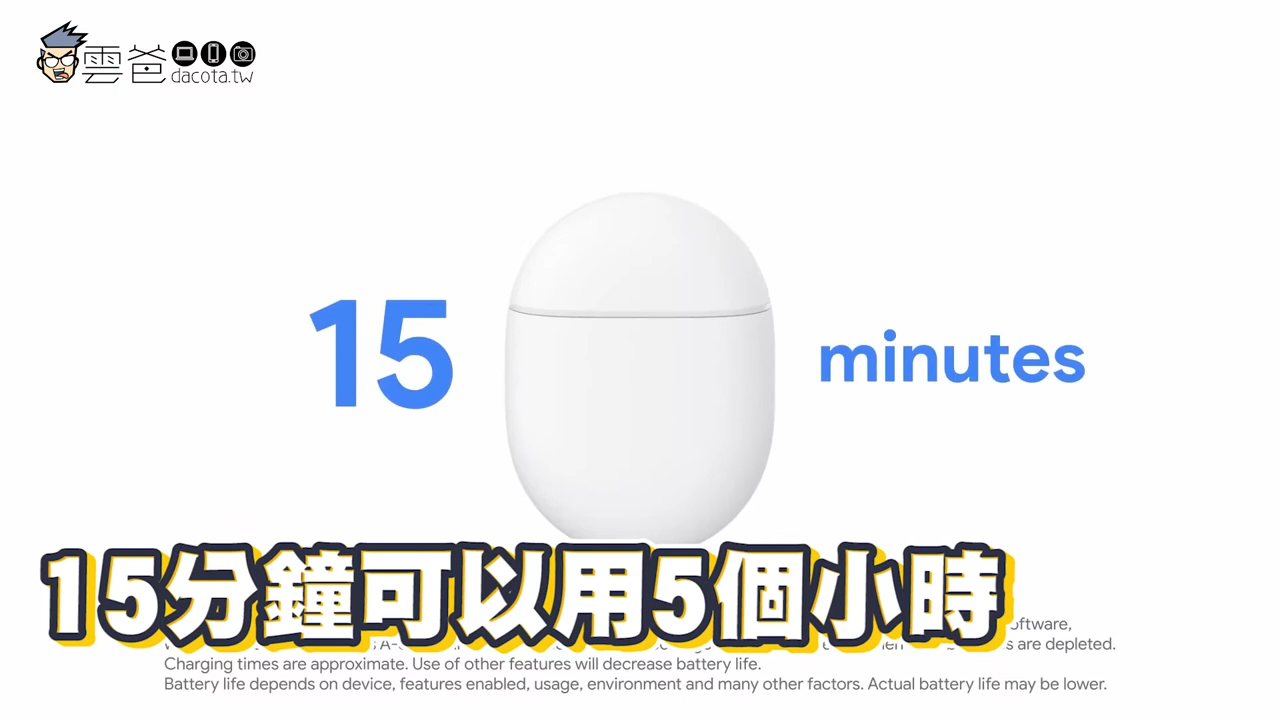 雲爸
dacota.tw
15
minutes
15分鐘可以用5個小時
oftware,
are depleted.
Charging times are approximate. Use of other features will decrease battery life.
Battery life depends on device, features enabled, usage, environment and many other factors. Actual battery life may be lower.